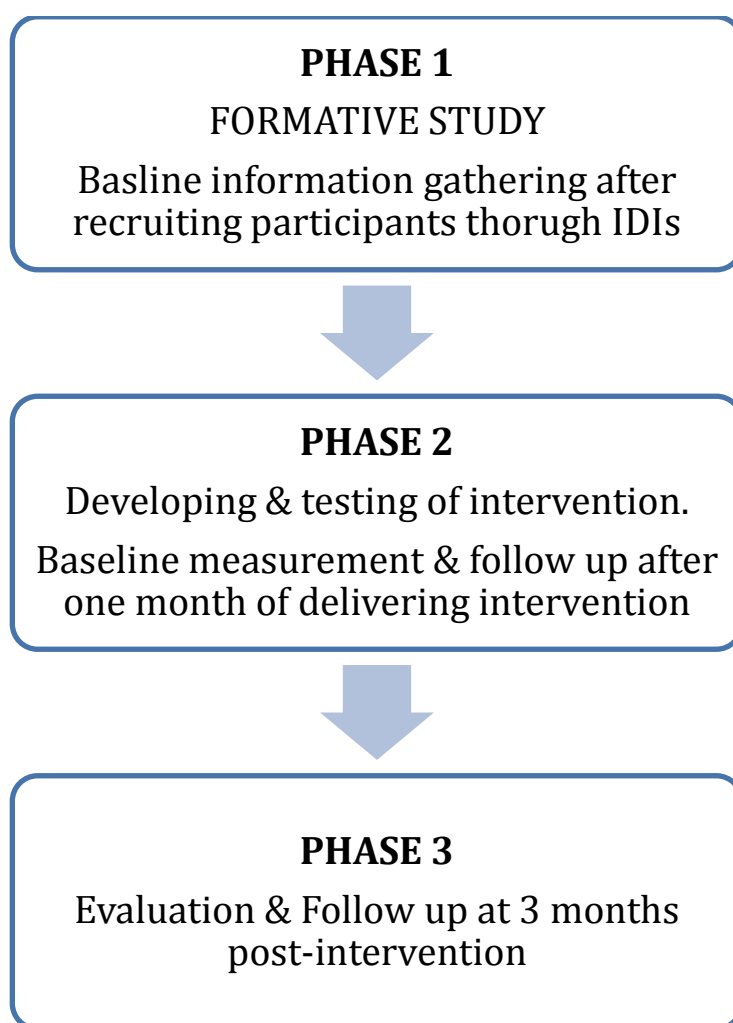 PHASE 1
FORMATIVE STUDY
Basline information gathering after
recruiting participants thorugh IDIs
PHASE 2
Developing & testing of intervention.
Baseline measurement & follow up after
one month of delivering intervention
PHASE 3
Evaluation & Follow up at 3 months
post-intervention